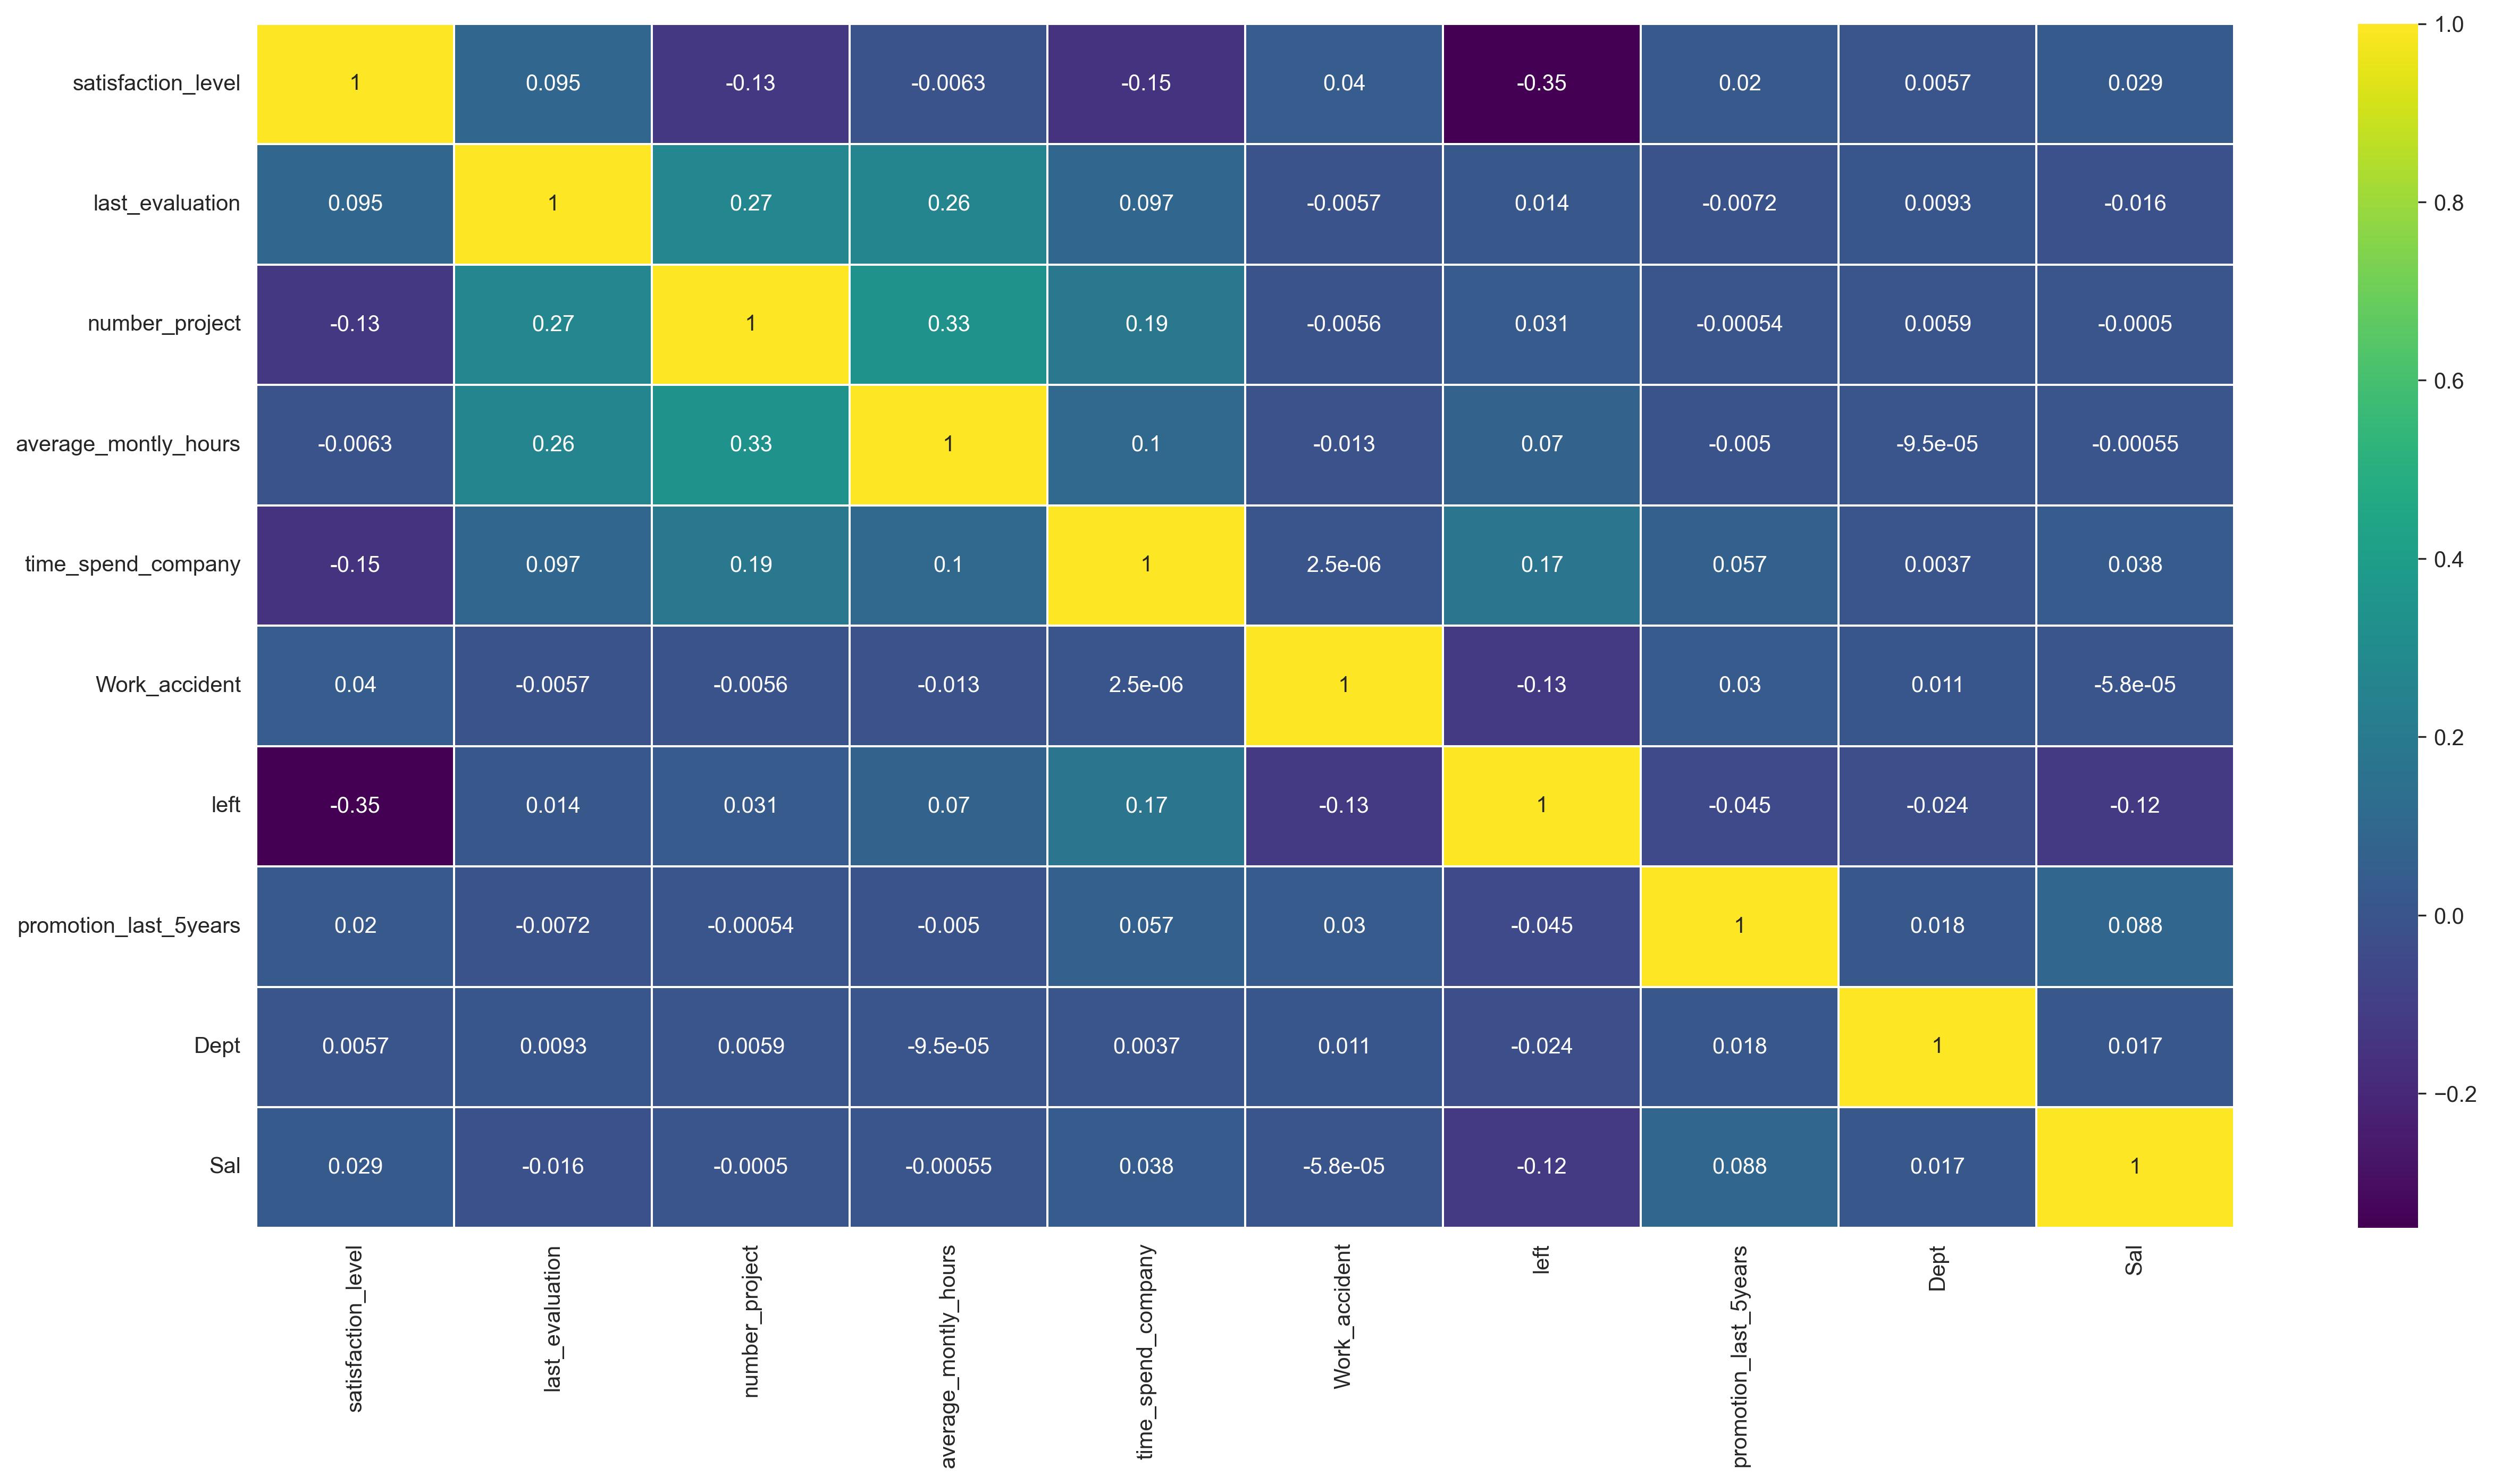 satisfaction_level 1 0.095 -0.13 -0.0063 -0.15 0.04 -0.35 0.02 0.0057 0.029
last_evaluation 0.095 1 0.27 0.26 0.097 -0.0057 0.014 -0.0072 0.0093 -0.016
number_project -0.13 0.27 1 0.33 0.19 -0.0056 0.031 -0.00054 0.0059 -0.0005
average_montly_hours -0.0063 0.26 0.33 1 0.1 -0.013 0.07 -0.005 -9.5e-05 -0.00055
time_spend_company -0.15 0.097 0.19 0.1 1 2.5e-06 0.17 0.057 0.0037 0.038
Work_accident 0.04 -0.0057 -0.0056 -0.013 2.5e-06 1 -0.13 0.03 0.011 -5.8e-05
left -0.35 0.014 0.031 0.07 0.17 -0.13 1 -0.045 -0.024 -0.12
promotion_last_5years 0.02 -0.0072 -0.00054 -0.005 0.057 0.03 -0.045 1 0.018 0.088
Dept 0.0057 0.0093 0.0059 -9.5e-05 0.0037 0.011 -0.024 0.018 1 0.017
Sal 0.029 -0.016 -0.0005 -0.00055 0.038 -5.8e-05 -0.12 0.088 0.017 1
satisfaction_level
last_evaluation
number_project
average_montly_hours
time_spend_company
Work_accident
left
promotion_last_5years
Dept
Sal
1.0
0.8
0.6
0.4
0.2
0.0
−0.2